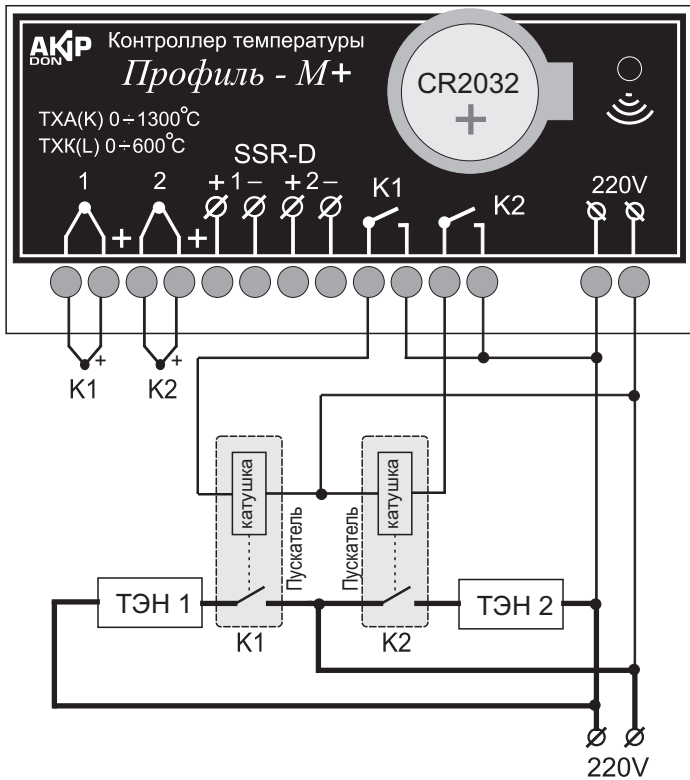 AKIP Контроллер температуры
DON Профиль - М+
CR2032
+
ТХА(K) 0÷1300°C
ТХК(L) 0÷600°C
SSR-D
1 2 + 1 – + 2 – K1 K2 220V
+ +
+ +
K1 K2
катушка Пускатель Пускатель катушка
ТЭН 1 ТЭН 2
K1 K2
220V